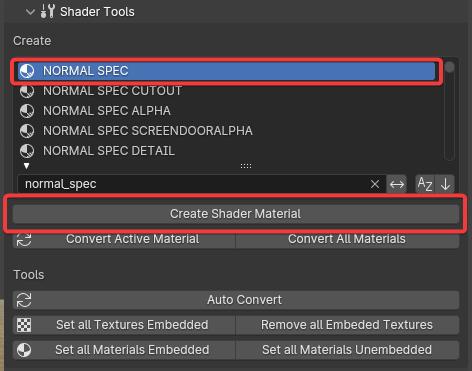 Shader Tools
Create
NORMAL SPEC
NORMAL SPEC CUTOUT
NORMAL SPEC ALPHA
NORMAL SPEC SCREENDOORALPHA
NORMAL SPEC DETAIL
normal_spec AZ
Create Shader Material
Convert Active Material Convert All Materials
Tools
Auto Convert
Set all Textures Embedded Remove all Embeded Textures
Set all Materials Embedded Set all Materials Unembedded